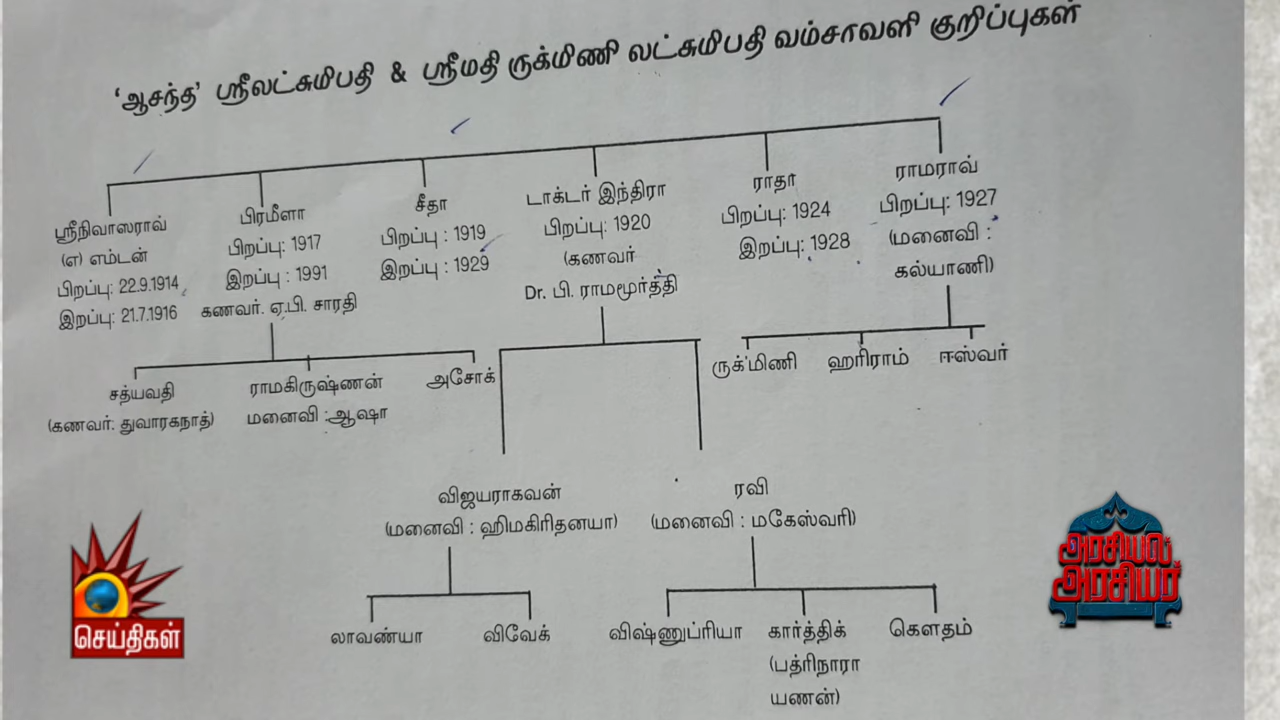 'ஆசந்த' ஸ்ரீலட்சுமிபதி & ஸ்ரீமதி ருக்மிணி லட்சுமிபதி வம்சாவளி குறிப்புகள்
ஸ்ரீநிவாஸராவ்
(எ) எம்டன்
பிறப்பு: 22.9.1914
இறப்பு: 21.7.1916
பிரமீளா
பிறப்பு: 1917
இறப்பு : 1991
கணவர். ஏ.பி. சாரதி
சீதா
பிறப்பு : 1919
இறப்பு : 1929
டாக்டர் இந்திரா
பிறப்பு: 1920
(கணவர்
Dr. பி. ராமமூர்த்தி
ராதா
பிறப்பு: 1924
இறப்பு: 1928
ராமராவ்
பிறப்பு: 1927
(மனைவி :
கல்யாணி)
சத்யவதி
(கணவர்: துவாரகநாத்)
ராமகிருஷ்ணன்
மனைவி :ஆஷா
அசோக்
ருக்மிணி
ஹரிராம்
ஈஸ்வர்
விஜயராகவன்
(மனைவி : ஹிமகிரிதனயா)
ரவி
(மனைவி : மகேஸ்வரி)
லாவண்யா
விவேக்
விஷ்ணுப்ரியா
கார்த்திக்
(பத்ரிநாரா
யணன்)
கௌதம்
செய்திகள்
அரசியல்
அரசியர்